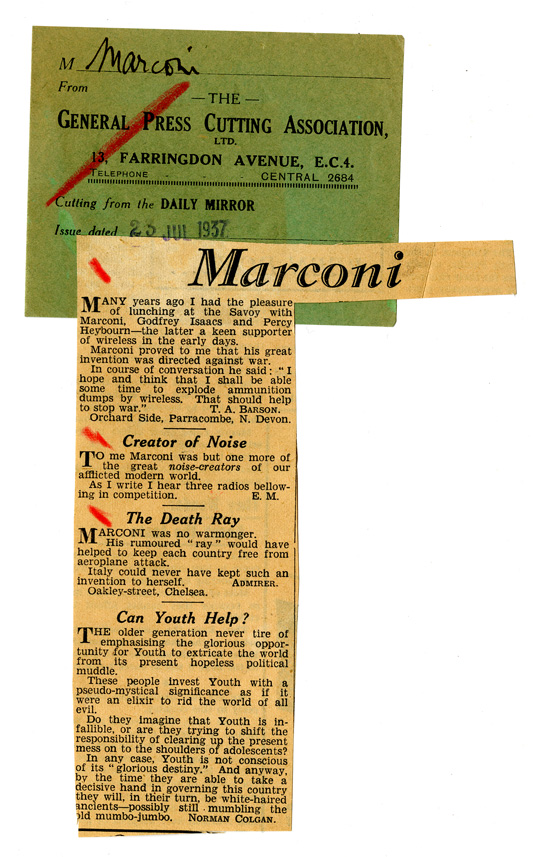 M Marconi
From
—THE—
GENERAL PRESS CUTTING ASSOCIATION,
LTD.
13, FARRINGDON AVENUE, E.C.4.
TELEPHONE - - - CENTRAL 2684
Cutting from the DAILY MIRROR
Issue dated 23 JUL 1937
Marconi
MANY years ago I had the pleasure
of lunching at the Savoy with
Marconi, Godfrey Isaacs and Percy
Heybourn—the latter a keen supporter
of wireless in the early days.
Marconi proved to me that his great
invention was directed against war.
In course of conversation he said: "I
hope and think that I shall be able
some time to explode ammunition
dumps by wireless. That should help
to stop war." T. A. BARSON.
Orchard Side, Parracombe, N. Devon.
Creator of Noise
TO me Marconi was but one more of
the great noise-creators of our
afflicted modern world.
As I write I hear three radios bellow-
ing in competition. E. M.
The Death Ray
MARCONI was no warmonger.
His rumoured "ray" would have
helped to keep each country free from
aeroplane attack.
Italy could never have kept such an
invention to herself. ADMIRER.
Oakley-street, Chelsea.
Can Youth Help?
THE older generation never tire of
emphasising the glorious oppor-
tunity for Youth to extricate the world
from its present hopeless political
muddle.
These people invest Youth with a
pseudo-mystical significance as if it
were an elixir to rid the world of all
evil.
Do they imagine that Youth is in-
fallible, or are they trying to shift the
responsibility of clearing up the present
mess on to the shoulders of adolescents?
In any case, Youth is not conscious
of its "glorious destiny." And anyway,
by the time they are able to take a
decisive hand in governing this country
they will, in their turn, be white-haired
ancients—possibly still mumbling the
old mumbo-jumbo. NORMAN COLGAN.